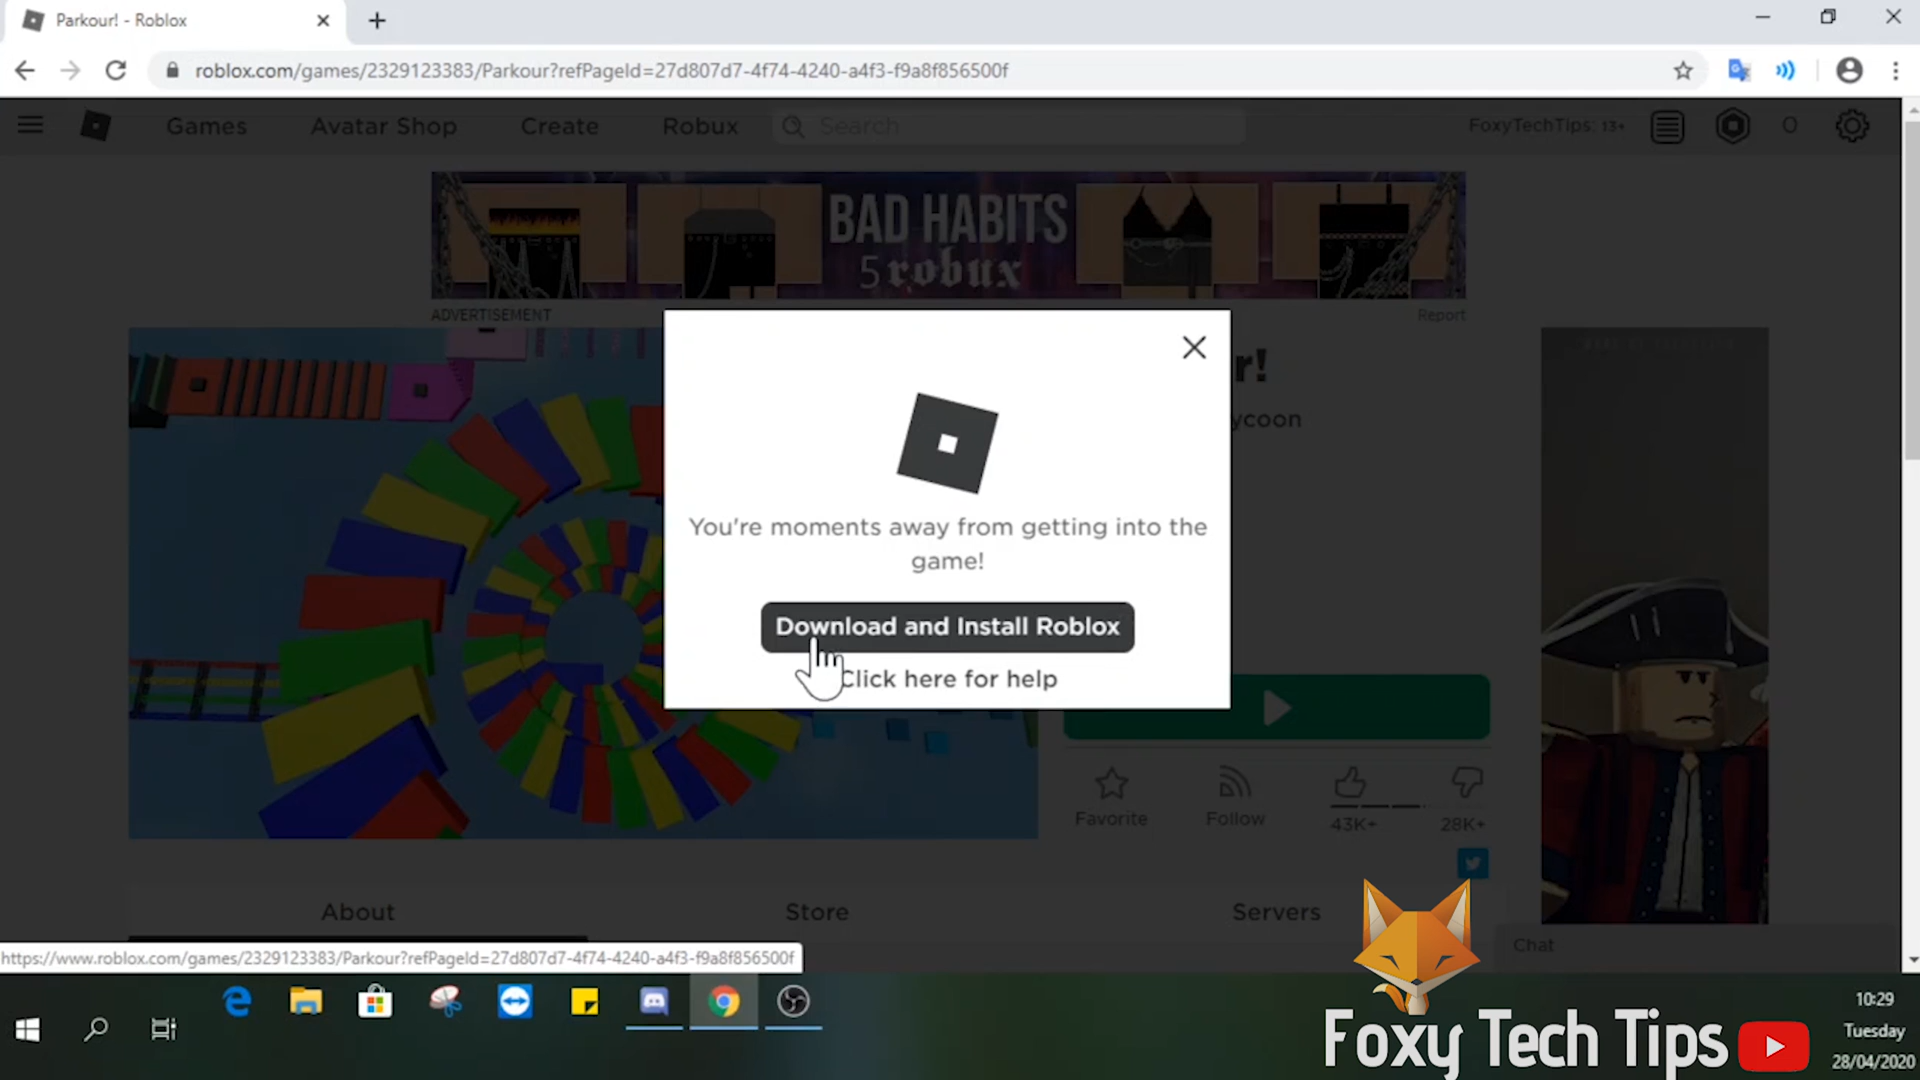 Parkour! - Roblox
roblox.com/games/2329123383/Parkour?refPageId=27d807d7-4f74-4240-a4f3-f9a8f856500f
Games Avatar Shop Create Robux Search FoxyTechTips: 13+ 0
BAD HABITS
5 robux
ADVERTISEMENT Report
r!
ycoon
You're moments away from getting into the
game!
Download and Install Roblox
Click here for help
Favorite Follow 43K+ 28K+
About Store Servers
Chat
https://www.roblox.com/games/2329123383/Parkour?refPageId=27d807d7-4f74-4240-a4f3-f9a8f856500f
10:29
Tuesday
28/04/2020
Foxy Tech Tips